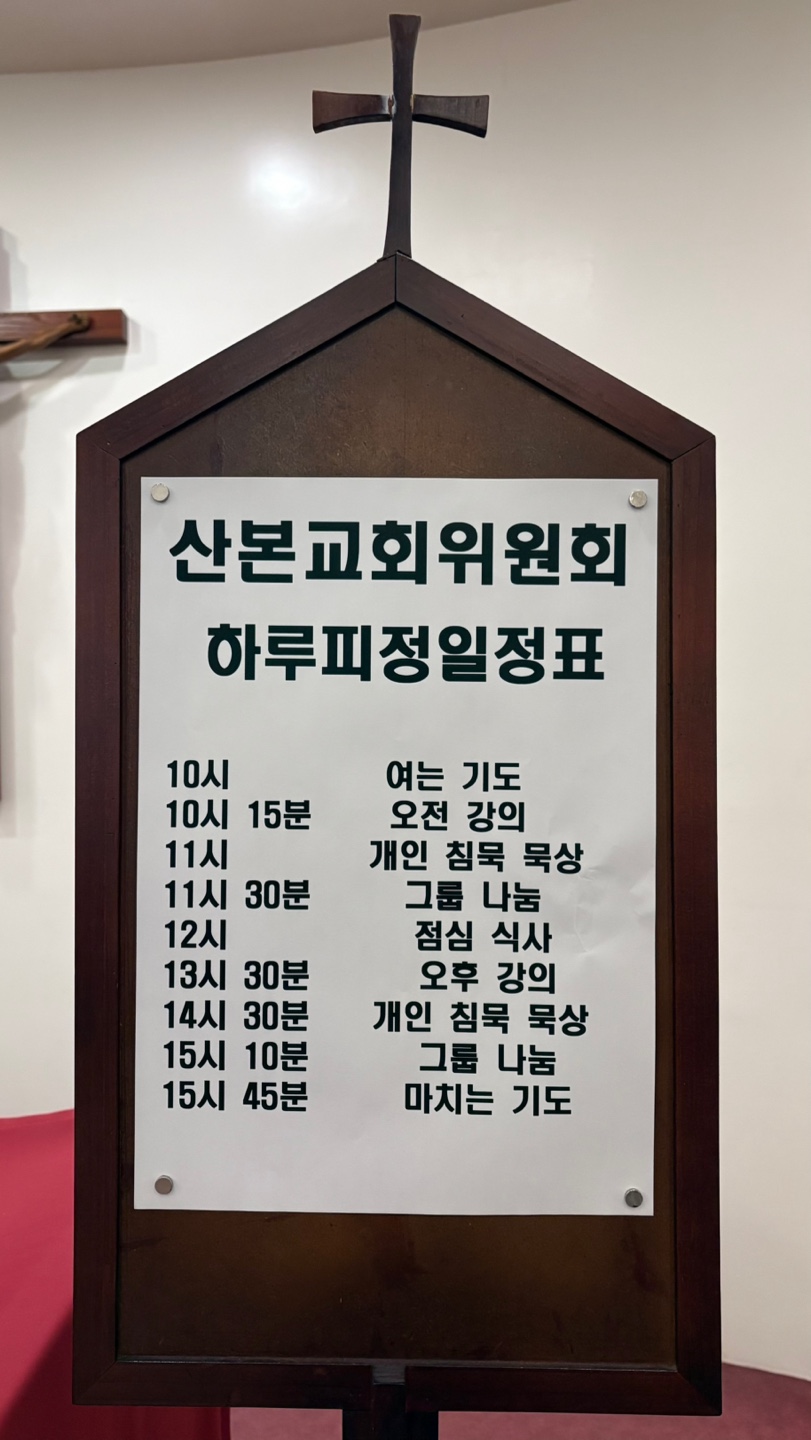 산본교회위원회
하루피정일정표
10시 여는 기도
10시 15분 오전 강의
11시 개인 침묵 묵상
11시 30분 그룹 나눔
12시 점심 식사
13시 30분 오후 강의
14시 30분 개인 침묵 묵상
15시 10분 그룹 나눔
15시 45분 마치는 기도